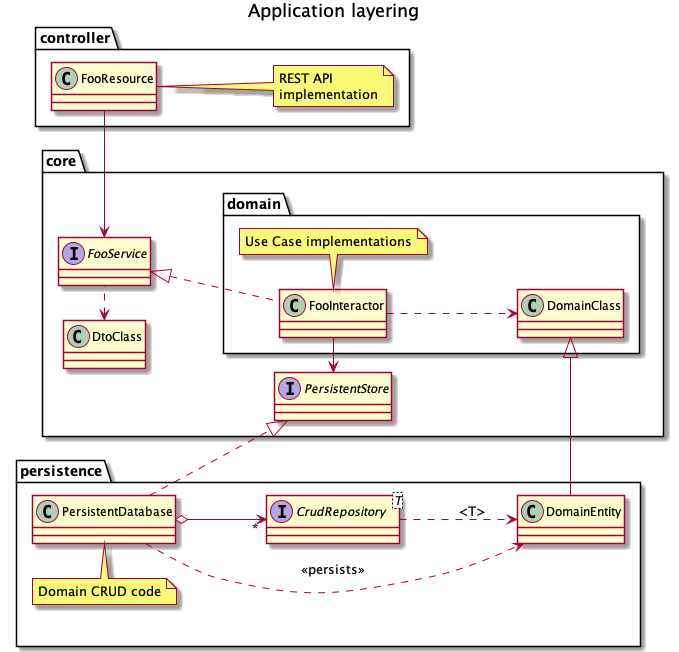 Application layering
controller
C FooResource
REST API
implementation
core
domain
Use Case implementations
I FooService
C FooInteractor
C DomainClass
C DtoClass
I PersistentStore
persistence
C PersistentDatabase
*
I CrudRepository
T
<T>
C DomainEntity
«persists»
Domain CRUD code